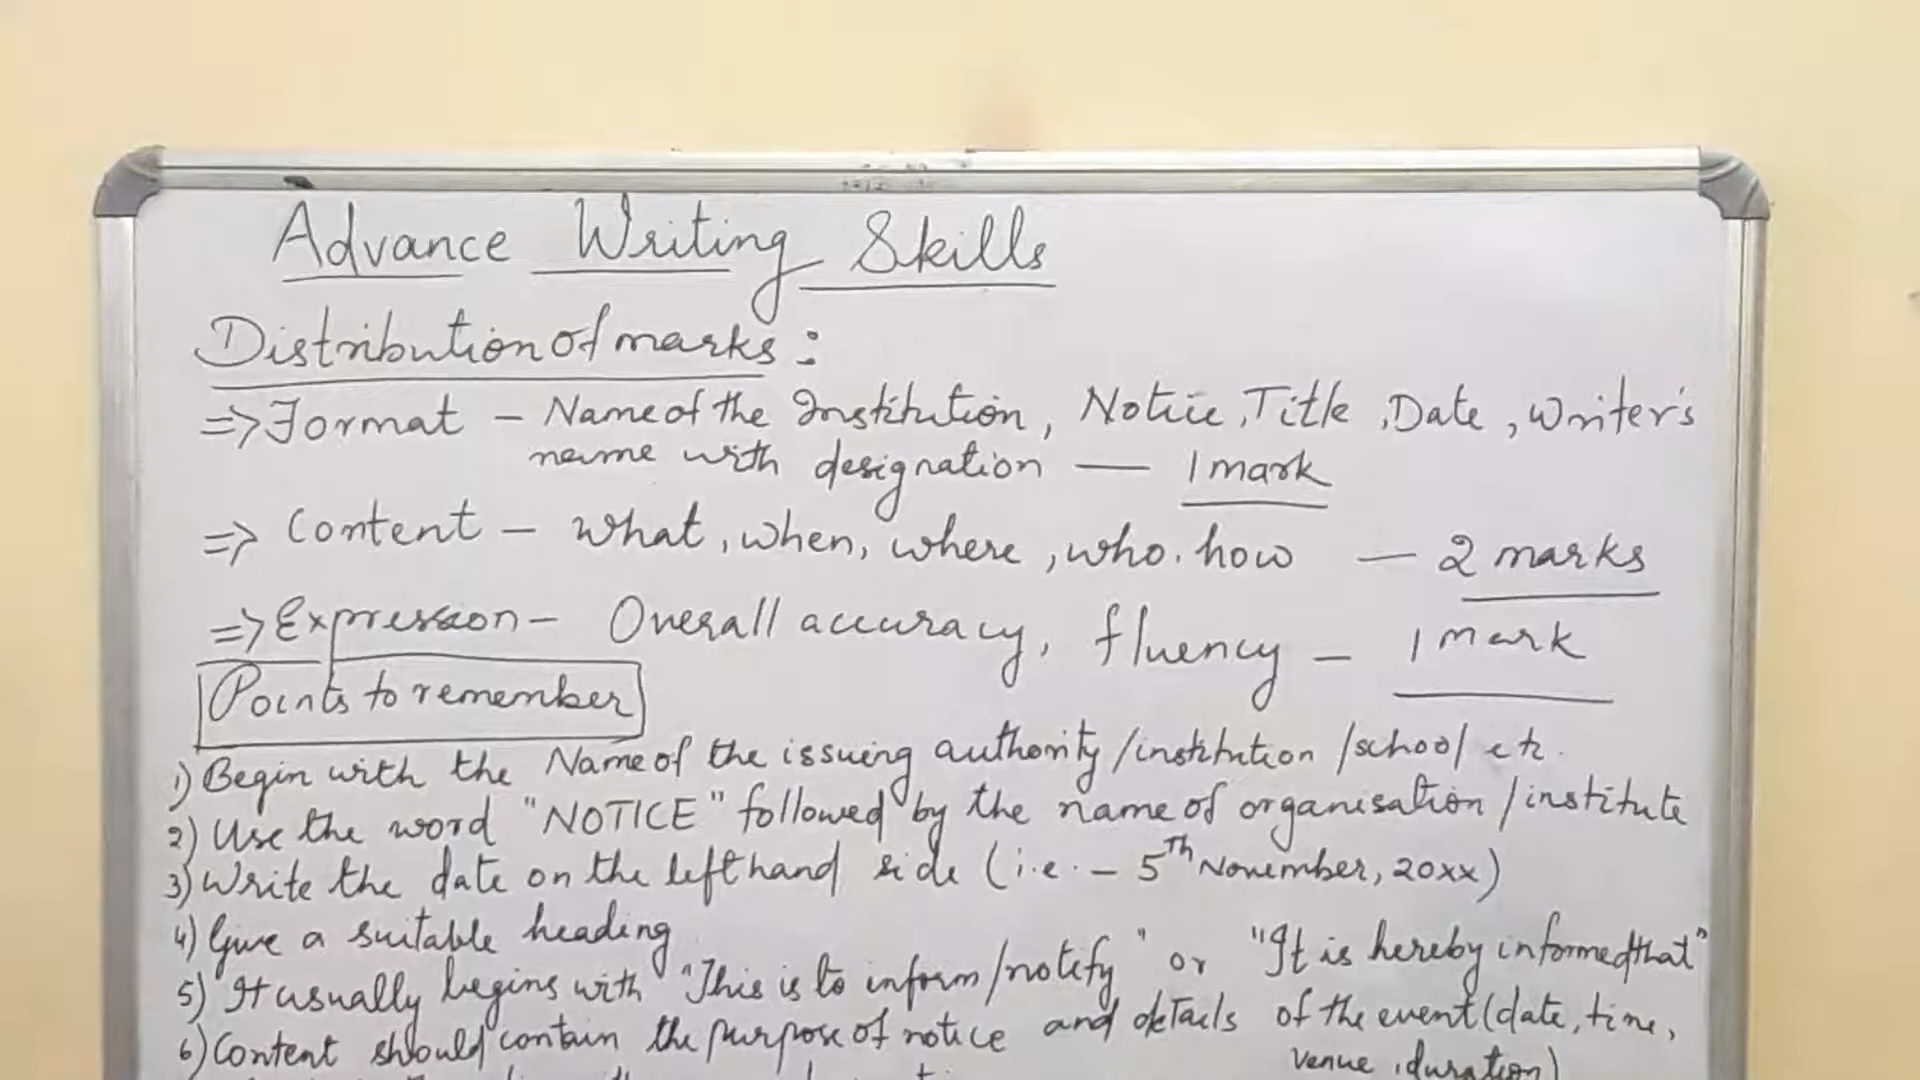 Advance Writing Skills
Distribution of marks :
=> Format - Name of the Institution, Notice, Title, Date, Writer's
name with designation — 1 mark
=> Content - what, when, where, who. how — 2 marks
=> Expression - Overall accuracy, fluency - 1 mark
Points to remember
1) Begin with the Name of the issuing authority/institution/school etc.
2) Use the word "NOTICE" followed by the name of organisation/institute
3) Write the date on the left hand side (i.e. - 5th November, 20xx)
4) Give a suitable heading
5) It usually begins with "This is to inform/notify" or "It is hereby informed that"
6) Content should contain the purpose of notice and details of the event (date, time,
venue, duration)